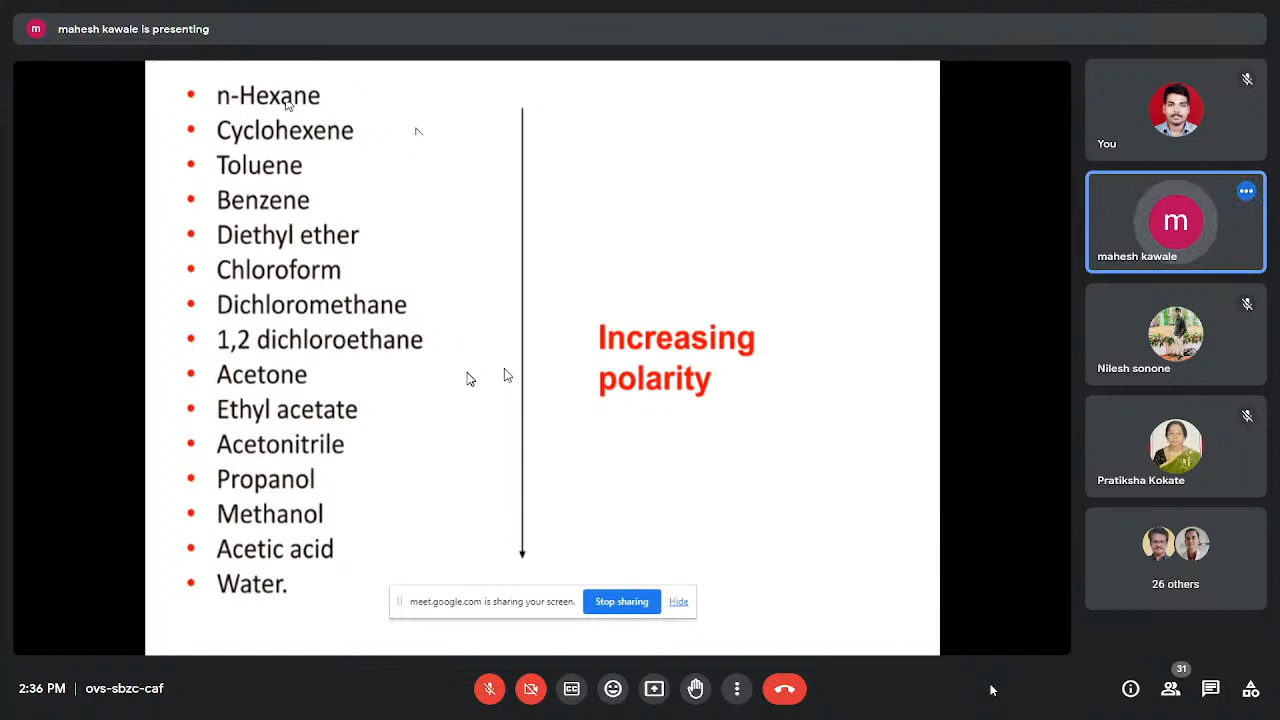 m mahesh kawale is presenting
• n-Hexane
• Cyclohexene
• Toluene
• Benzene
• Diethyl ether
• Chloroform
• Dichloromethane
• 1,2 dichloroethane
• Acetone
• Ethyl acetate
• Acetonitrile
• Propanol
• Methanol
• Acetic acid
• Water.
Increasing
polarity
meet.google.com is sharing your screen. Stop sharing Hide
You
m
mahesh kawale
Nilesh sonone
Pratiksha Kokate
26 others
2:36 PM | ovs-sbzc-caf
31